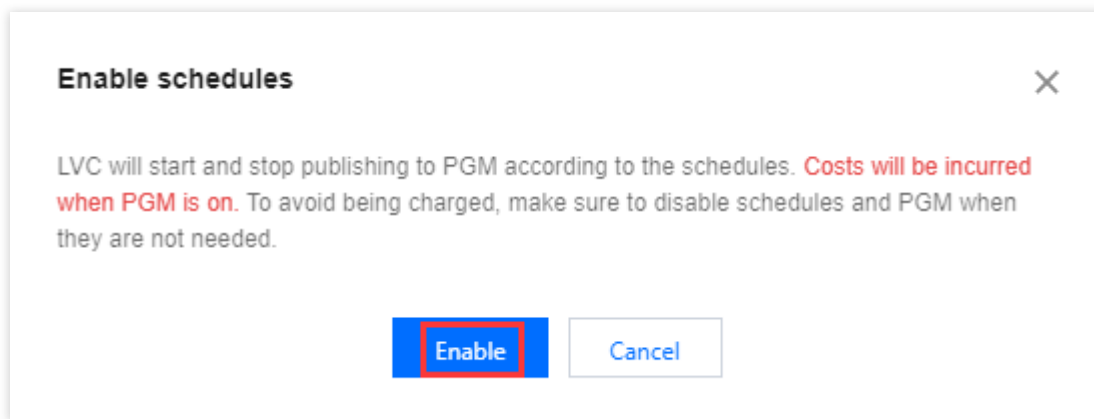 Enable schedules
LVC will start and stop publishing to PGM according to the schedules. Costs will be incurred
when PGM is on. To avoid being charged, make sure to disable schedules and PGM when
they are not needed.
Enable Cancel